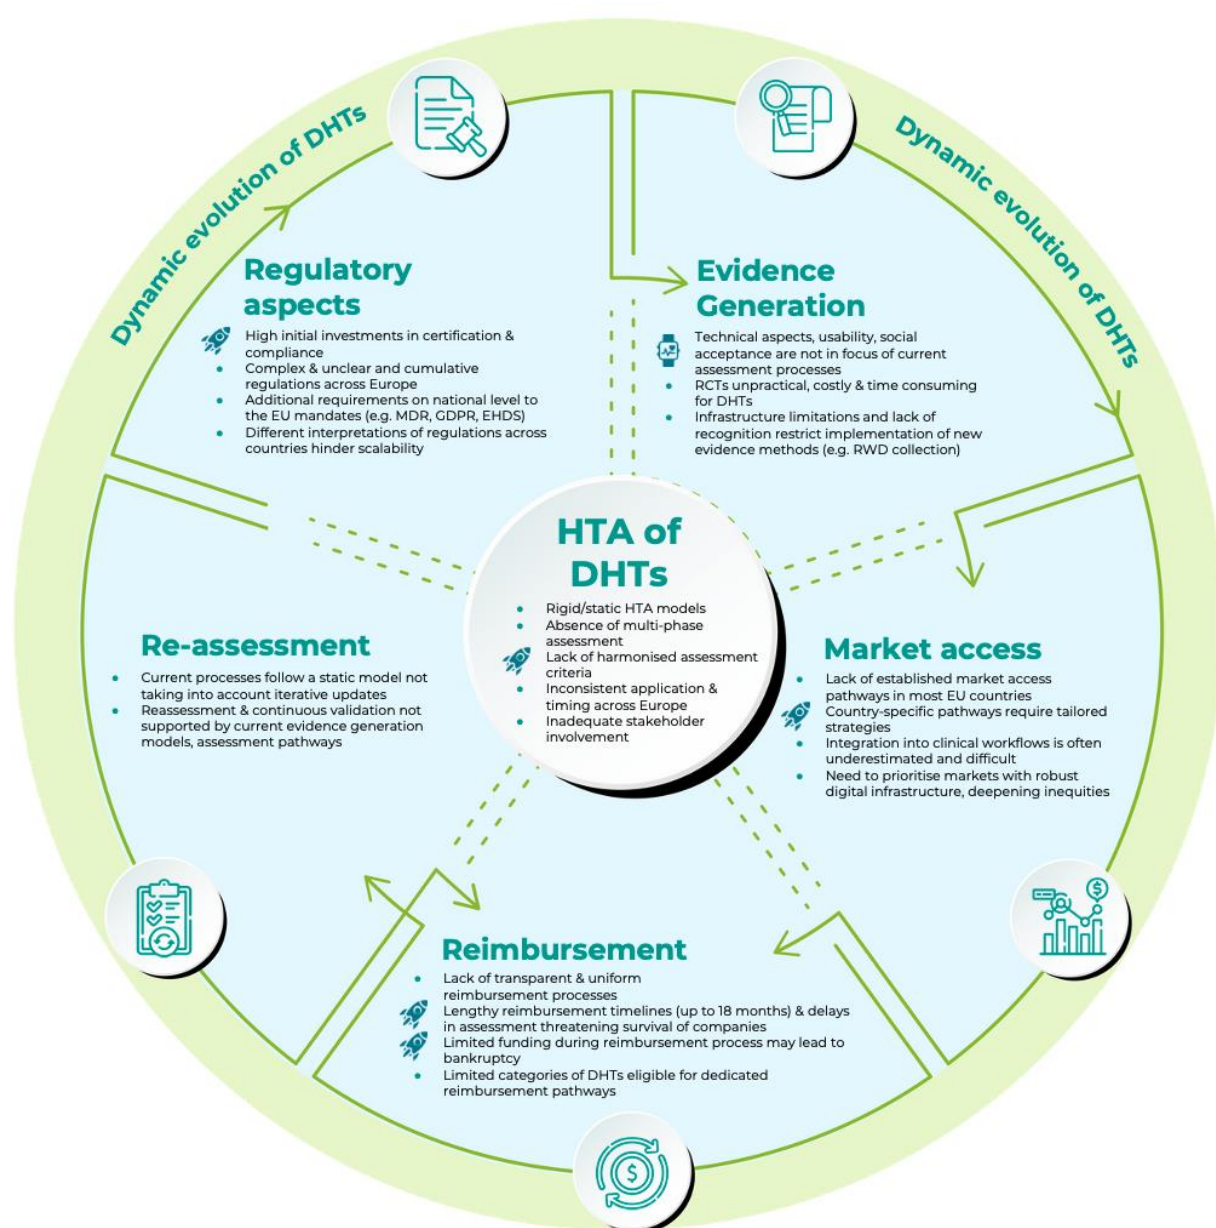 Dynamic evolution of DHTs
Dynamic evolution of DHTs
Regulatory
aspects
High initial investments in certification &
compliance
Complex & unclear and cumulative
regulations across Europe
Additional requirements on national level to
the EU mandates (e.g. MDR, GDPR, EHDS)
Different interpretations of regulations across
countries hinder scalability
Evidence
Generation
Technical aspects, usability, social
acceptance are not in focus of current
assessment processes
RCTs unpractical, costly & time consuming
for DHTs
Infrastructure limitations and lack of
recognition restrict implementation of new
evidence methods (e.g. RWD collection)
HTA of
DHTs
Rigid/static HTA models
Absence of multi-phase
assessment
Lack of harmonised assessment
criteria
Inconsistent application &
timing across Europe
Inadequate stakeholder
involvement
Re-assessment
Current processes follow a static model not
taking into account iterative updates
Reassessment & continuous validation not
supported by current evidence generation
models, assessment pathways
Market access
Lack of established market access
pathways in most EU countries
Country-specific pathways require tailored
strategies
Integration into clinical workflows is often
underestimated and difficult
Need to prioritise markets with robust
digital infrastructure, deepening inequities
$
Reimbursement
Lack of transparent & uniform
reimbursement processes
Lengthy reimbursement timelines (up to 18 months) & delays
in assessment threatening survival of companies
Limited funding during reimbursement process may lead to
bankruptcy
Limited categories of DHTs eligible for dedicated
reimbursement pathways
$